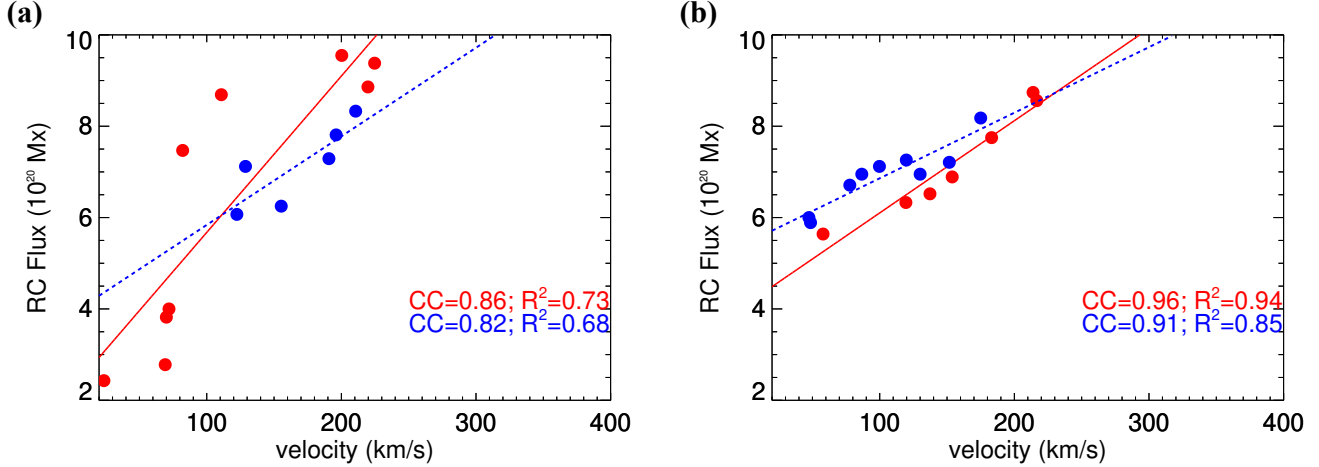 (a)
10
8
6
4
2
RC Flux (10²⁰ Mx)
CC=0.86; R²=0.73
CC=0.82; R²=0.68
100 200 300 400
velocity (km/s)
(b)
10
8
6
4
2
RC Flux (10²⁰ Mx)
CC=0.96; R²=0.94
CC=0.91; R²=0.85
100 200 300 400
velocity (km/s)